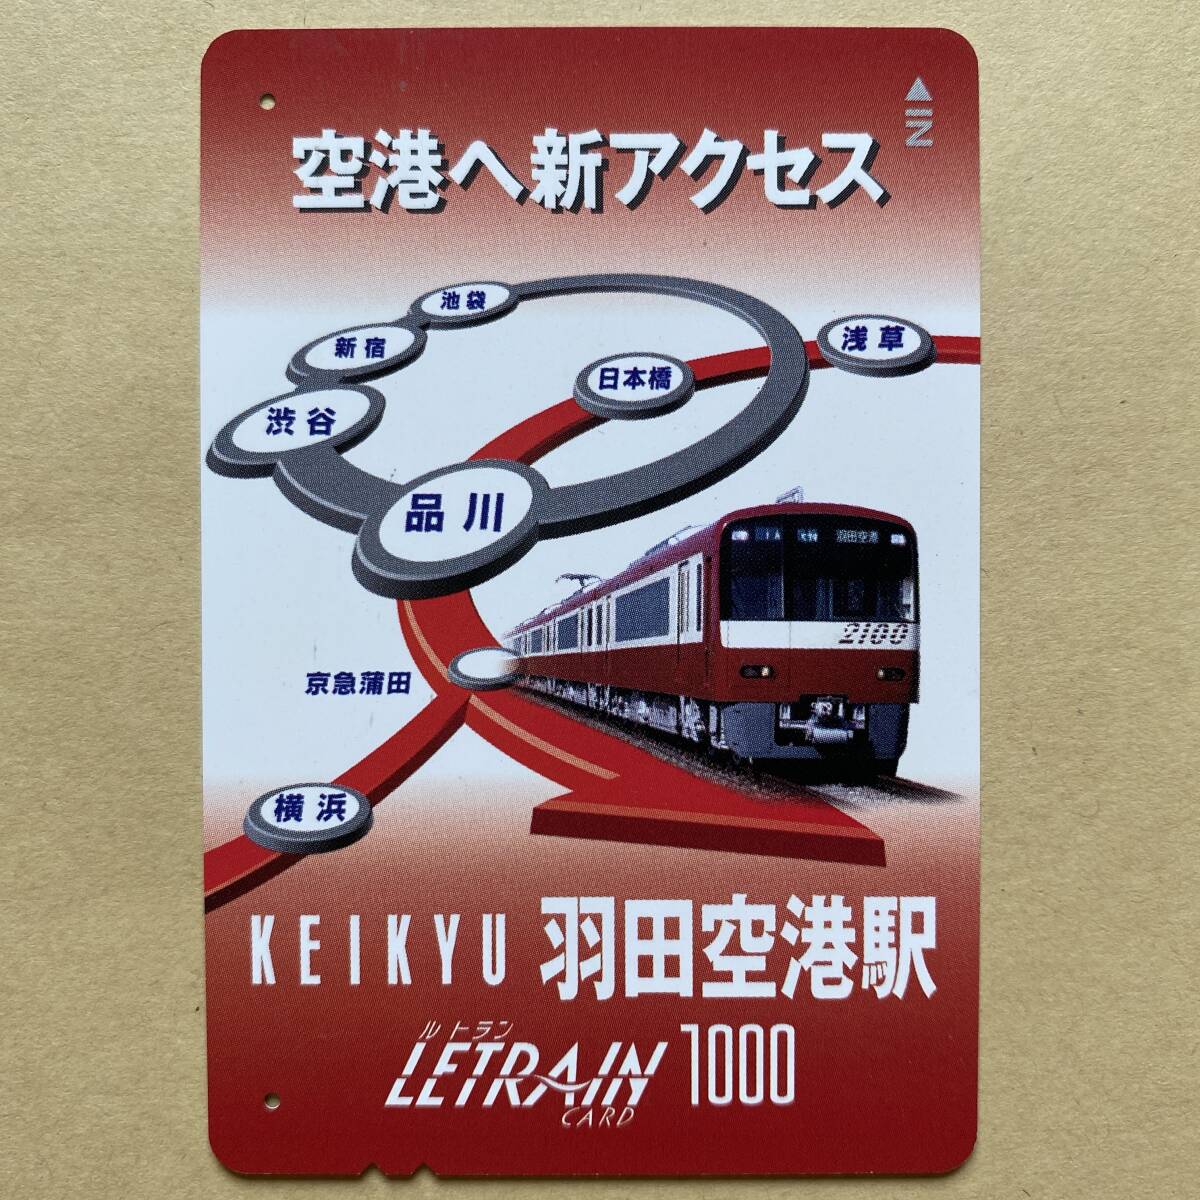 IN
空港へ新アクセス
池袋
新宿
渋谷
日本橋
浅草
品川
羽田空港
2100
京急蒲田
横浜
KEIKYU 羽田空港駅
ルトラン
LETRAIN 1000
CARD